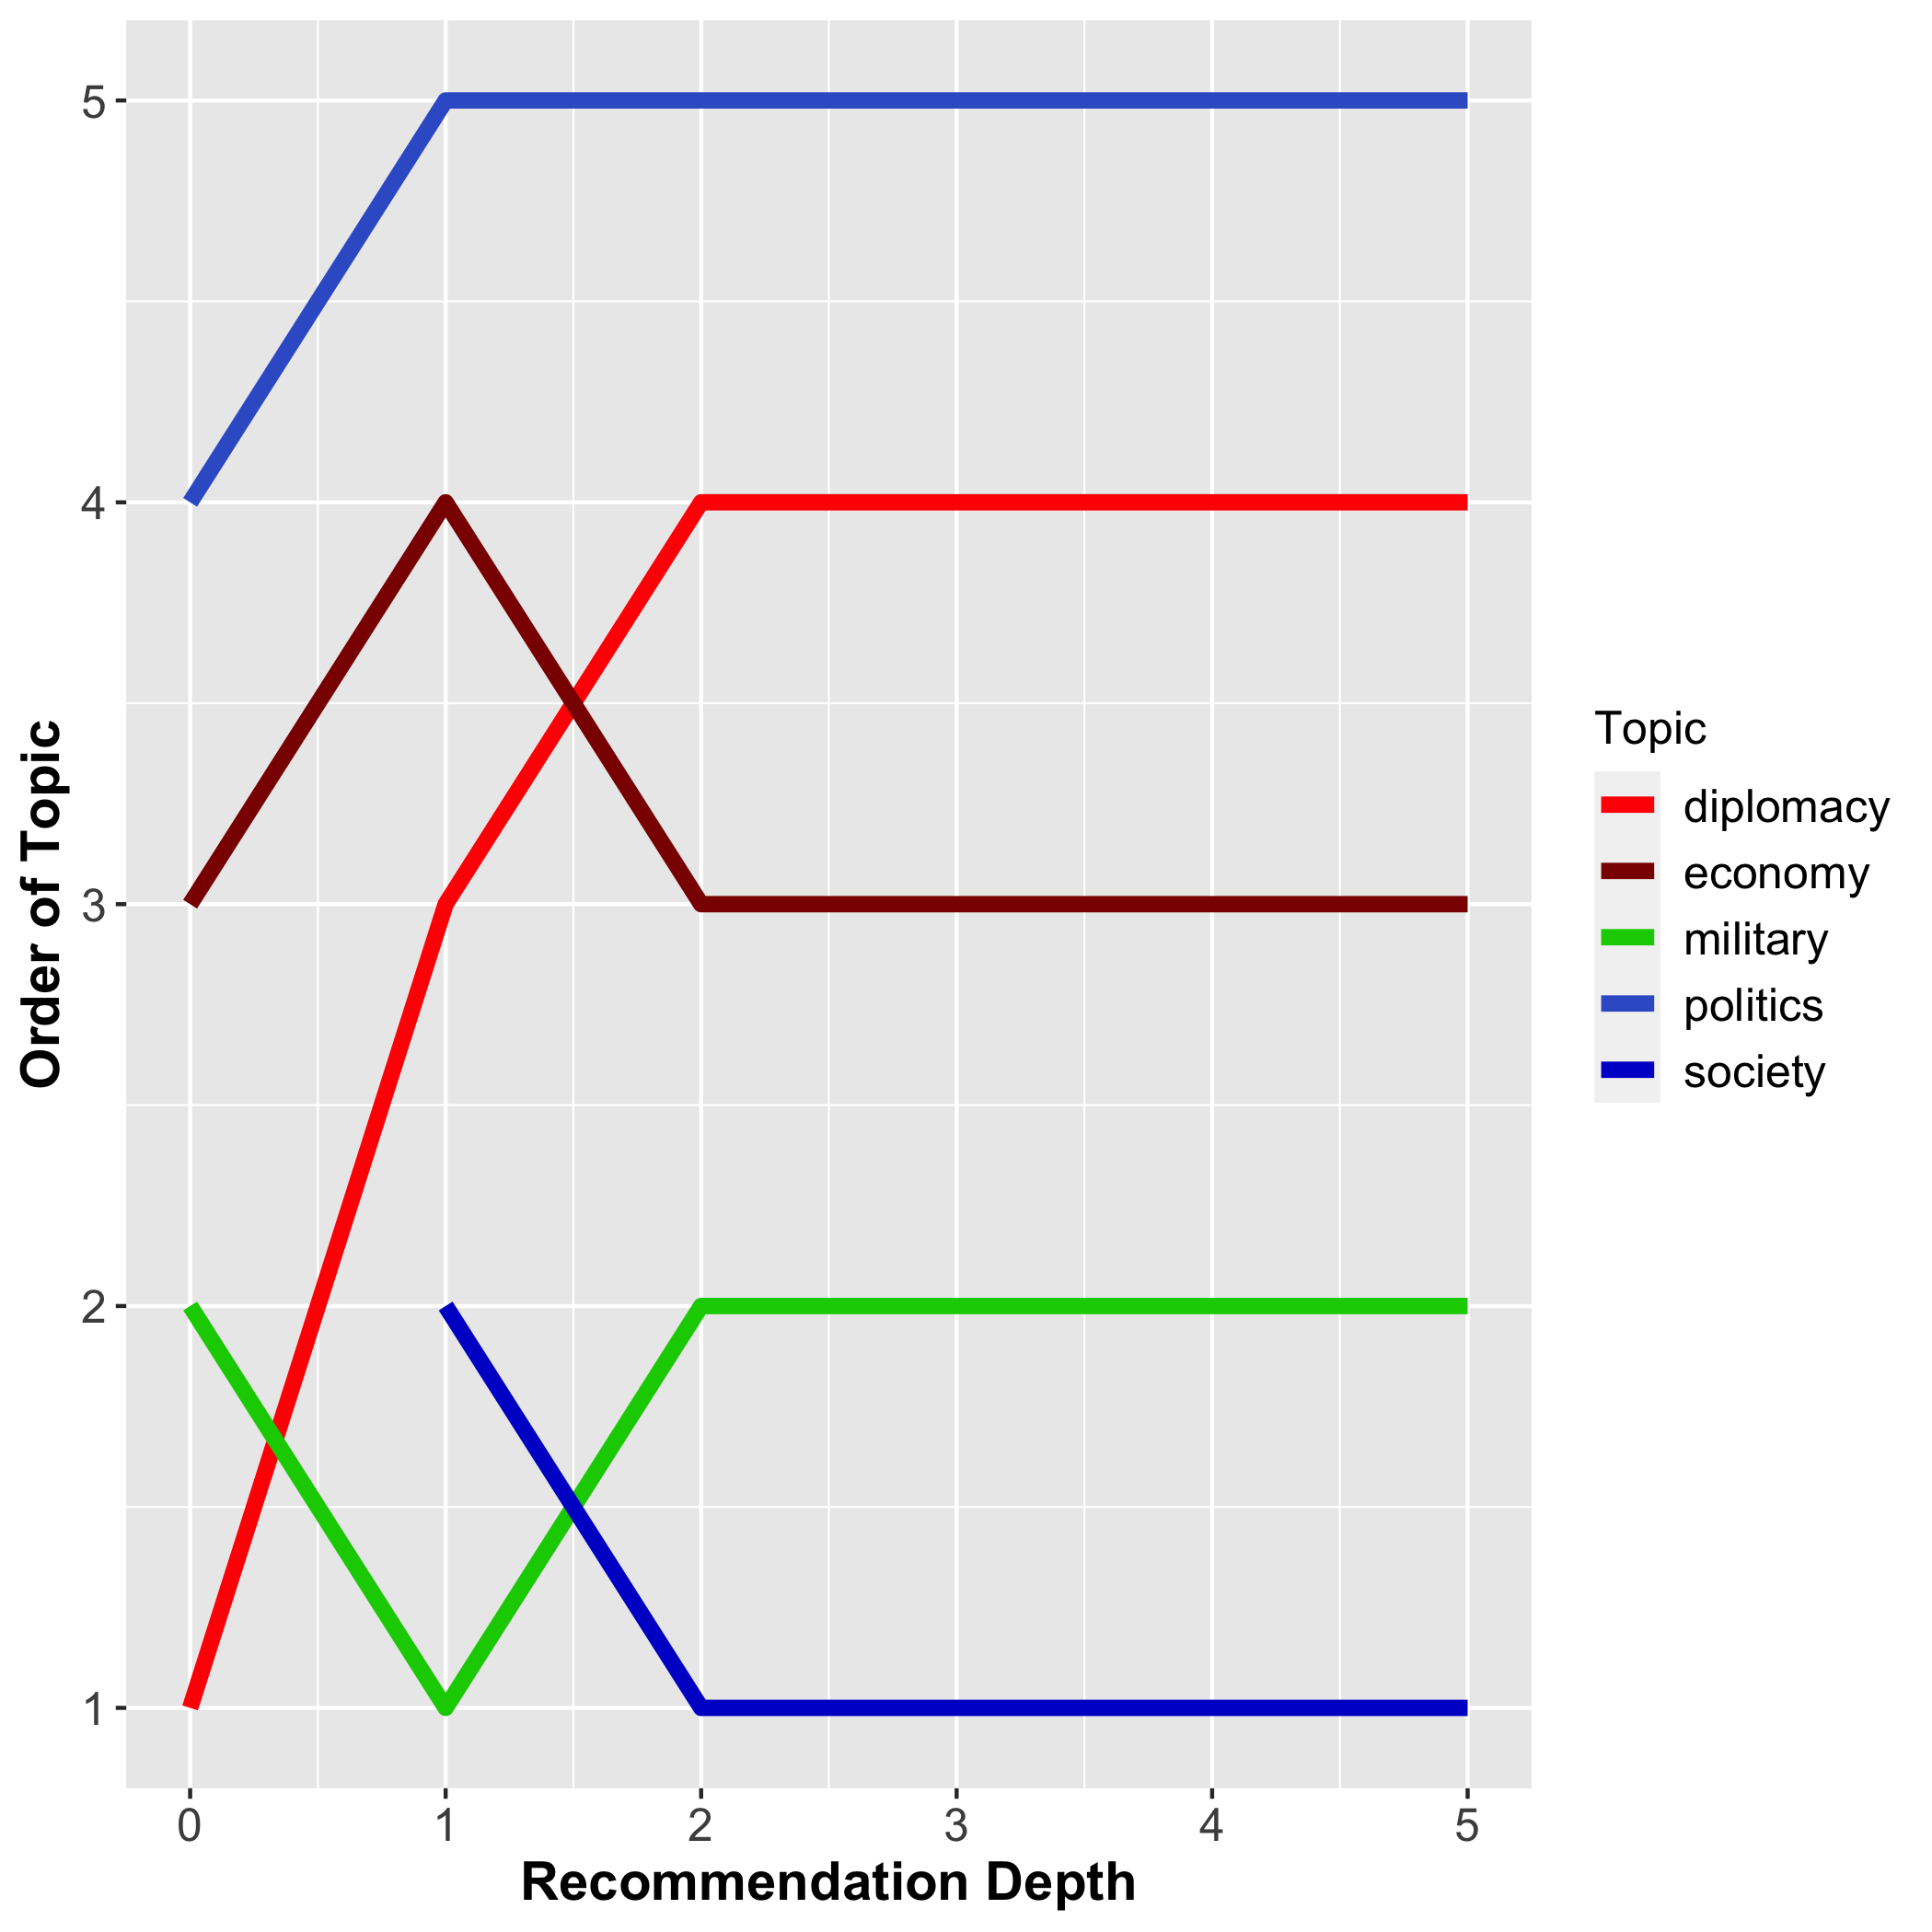 5
4
3
2
1
Order of Topic
0 1 2 3 4 5
Recommendation Depth
Topic
diplomacy
economy
military
politics
society